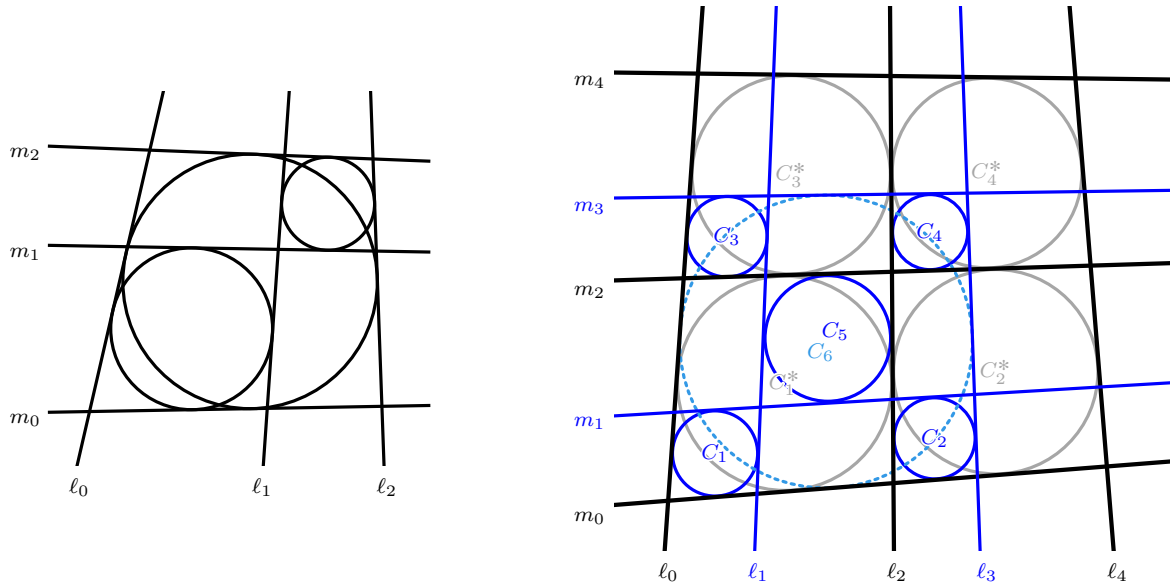 m₂
m₁
m₀
ℓ₀ ℓ₁ ℓ₂
m₄
C₃* C₄*
m₃
C₃ C₄
m₂
C₅
C₆
C₁* C₂*
m₁
C₁ C₂
m₀
ℓ₀ ℓ₁ ℓ₂ ℓ₃ ℓ₄